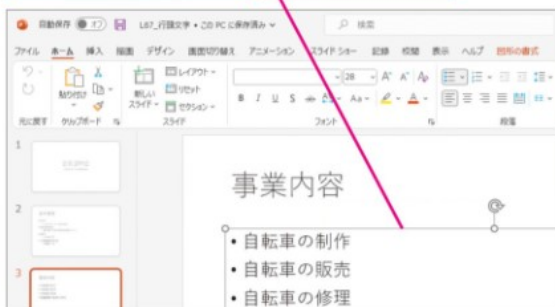 自動保存 オフ L67_行頭文字 • この PC に保存済み 検索
ファイル ホーム 挿入 描画 デザイン 画面切り替え アニメーション スライド ショー 記録 校閲 表示 ヘルプ 図形の書式
貼り付け 新しいスライド レイアウト リセット セクション 28 A A A
B I U S ab Aa A
元に戻す クリップボード スライド フォント 段落
1
2
3
事業内容
• 自転車の制作
• 自転車の販売
• 自転車の修理